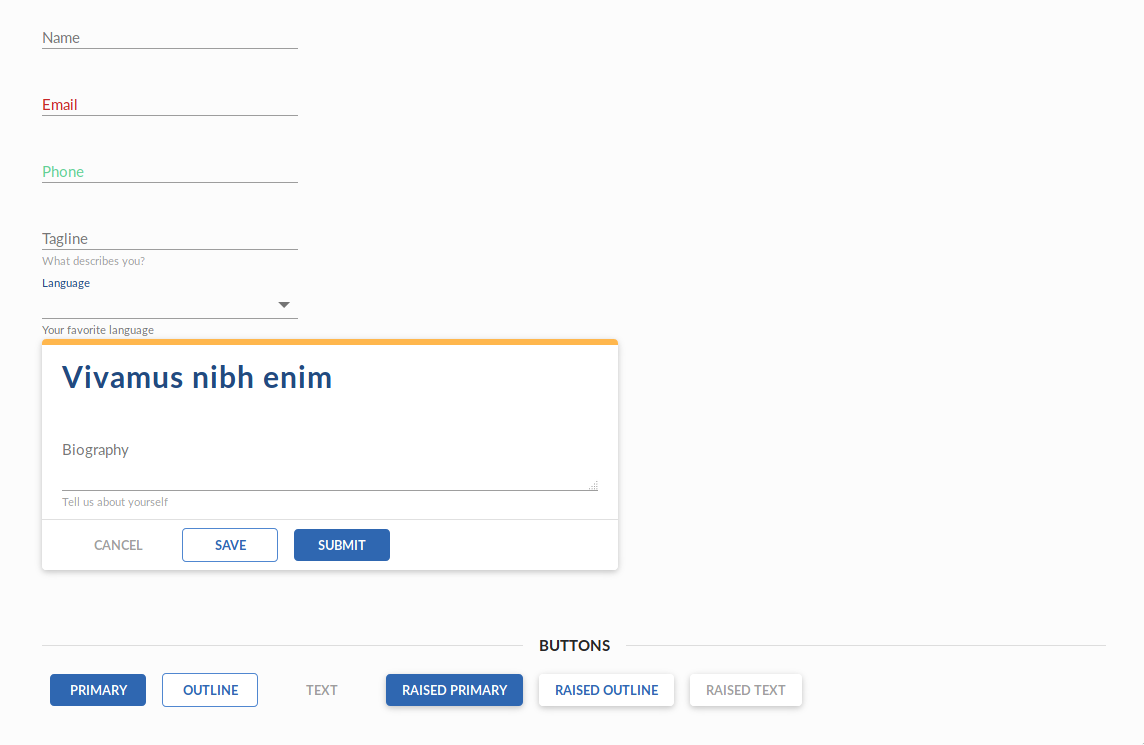 Name
Email
Phone
Tagline
What describes you?
Language
Your favorite language
Vivamus nibh enim
Biography
Tell us about yourself
CANCEL SAVE SUBMIT
BUTTONS
PRIMARY OUTLINE TEXT RAISED PRIMARY RAISED OUTLINE RAISED TEXT